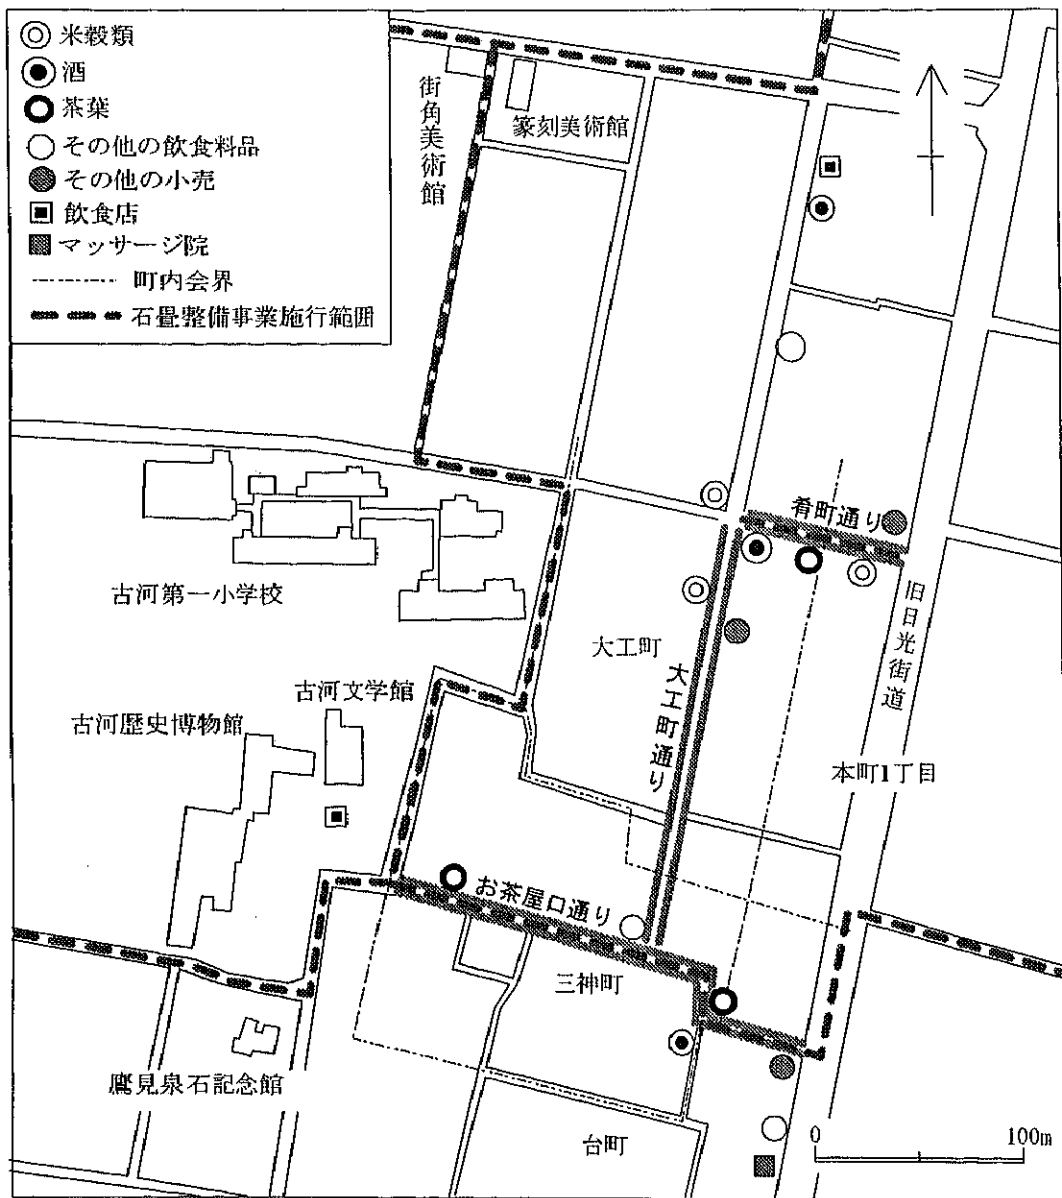 米穀類
酒
茶葉
その他の飲食料品
その他の小売
飲食店
マッサージ院
町内会界
石畳整備事業施行範囲
街角美術館
篆刻美術館
肴町通り
古河第一小学校
旧日光街道
大工町
大工町通り
古河文学館
古河歴史博物館
本町1丁目
お茶屋口通り
三神町
鷹見泉石記念館
台町
0
100m